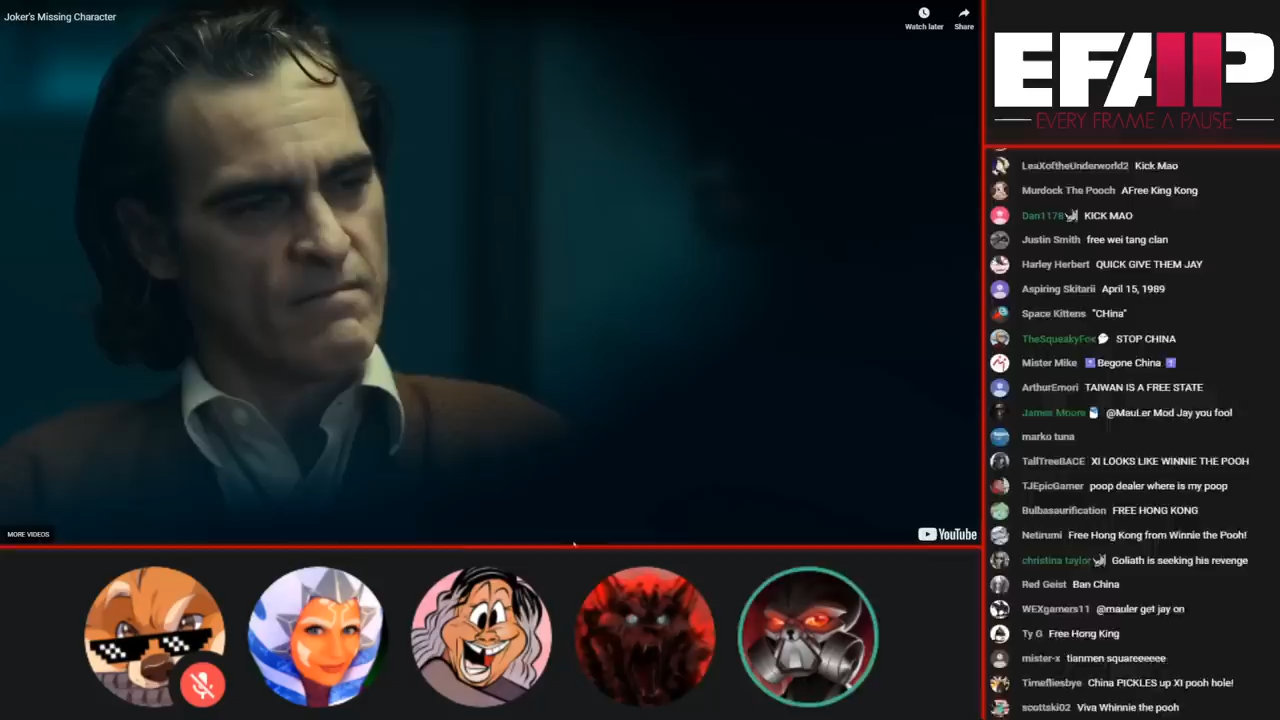 Joker's Missing Character
Watch later
Share
MORE VIDEOS
YouTube
EFAP
EVERY FRAME A PAUSE
LeaXoftheUnderworld2 Kick Mao
Murdock The Pooch AFree King Kong
Dan1178 KICK MAO
Justin Smith free wei tang clan
Harley Herbert QUICK GIVE THEM JAY
Aspiring Skitarii April 15, 1989
Space Kittens "CHina"
TheSqueakyFox STOP CHINA
Mister Mike Begone China
ArthurEmori TAIWAN IS A FREE STATE
James Moore @MauLer Mod Jay you fool
marko tuna
TallTreeBACE XI LOOKS LIKE WINNIE THE POOH
TJEpicGamer poop dealer where is my poop
Bulbasaurification FREE HONG KONG
Netirumi Free Hong Kong from Winnie the Pooh!
christina taylor Goliath is seeking his revenge
Red Geist Ban China
WEXgamers11 @mauler get jay on
Ty G Free Hong King
mister-x tianmen squareeeeee
Timefliesbye China PICKLES up XI pooh hole!
scottski02 Viva Whinnie the pooh